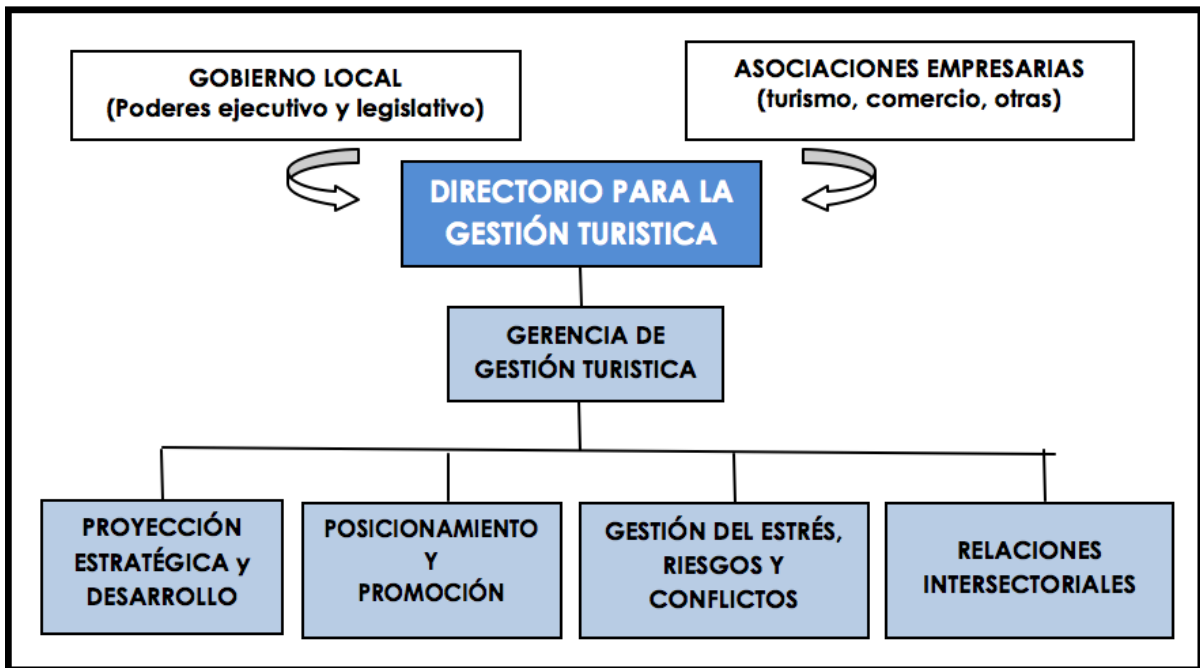 GOBIERNO LOCAL
(Poderes ejecutivo y legislativo)
ASOCIACIONES EMPRESARIAS
(turismo, comercio, otras)
DIRECTORIO PARA LA
GESTIÓN TURISTICA
GERENCIA DE
GESTIÓN TURISTICA
PROYECCIÓN
ESTRATÉGICA y
DESARROLLO
POSICIONAMIENTO
Y
PROMOCIÓN
GESTIÓN DEL ESTRÉS,
RIESGOS Y
CONFLICTOS
RELACIONES
INTERSECTORIALES